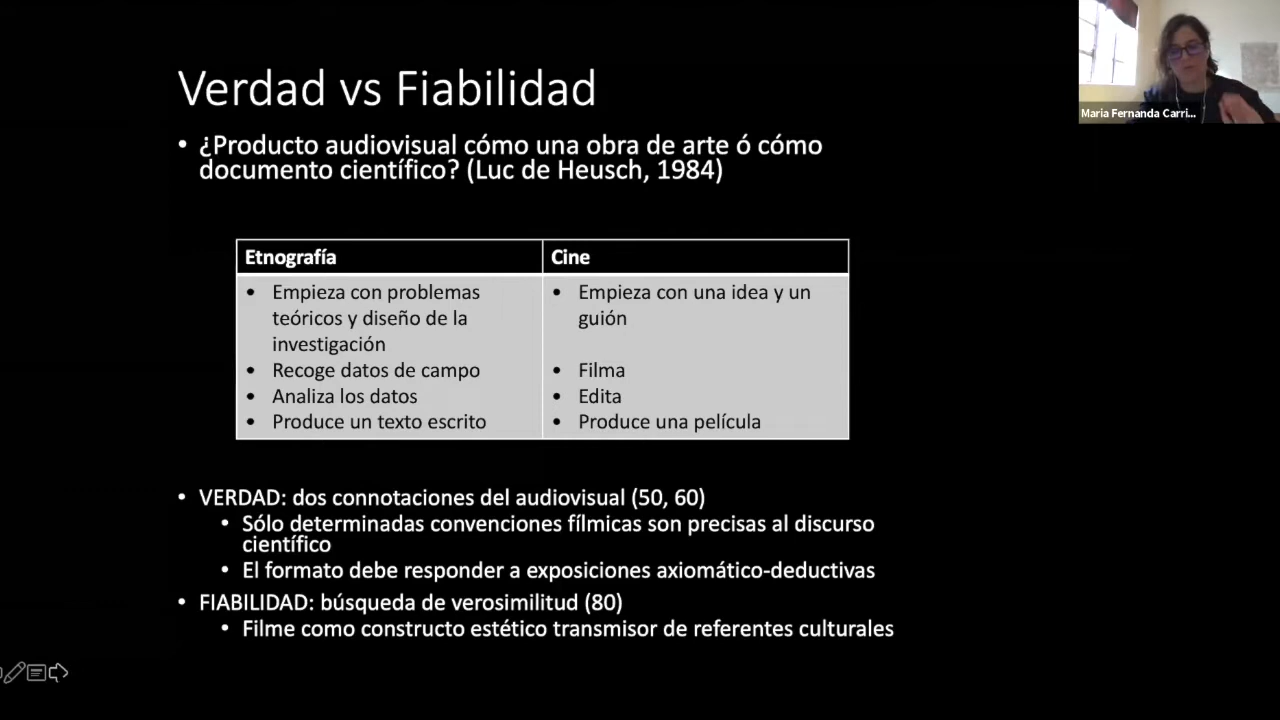 Verdad vs Fiabilidad
• ¿Producto audiovisual cómo una obra de arte ó cómo
documento científico? (Luc de Heusch, 1984)
Etnografía
• Empieza con problemas
teóricos y diseño de la
investigación
• Recoge datos de campo
• Analiza los datos
• Produce un texto escrito
Cine
• Empieza con una idea y un
guión
• Filma
• Edita
• Produce una película
• VERDAD: dos connotaciones del audiovisual (50, 60)
• Sólo determinadas convenciones fílmicas son precisas al discurso
científico
• El formato debe responder a exposiciones axiomático-deductivas
• FIABILIDAD: búsqueda de verosimilitud (80)
• Filme como constructo estético transmisor de referentes culturales
Maria Fernanda Carri...